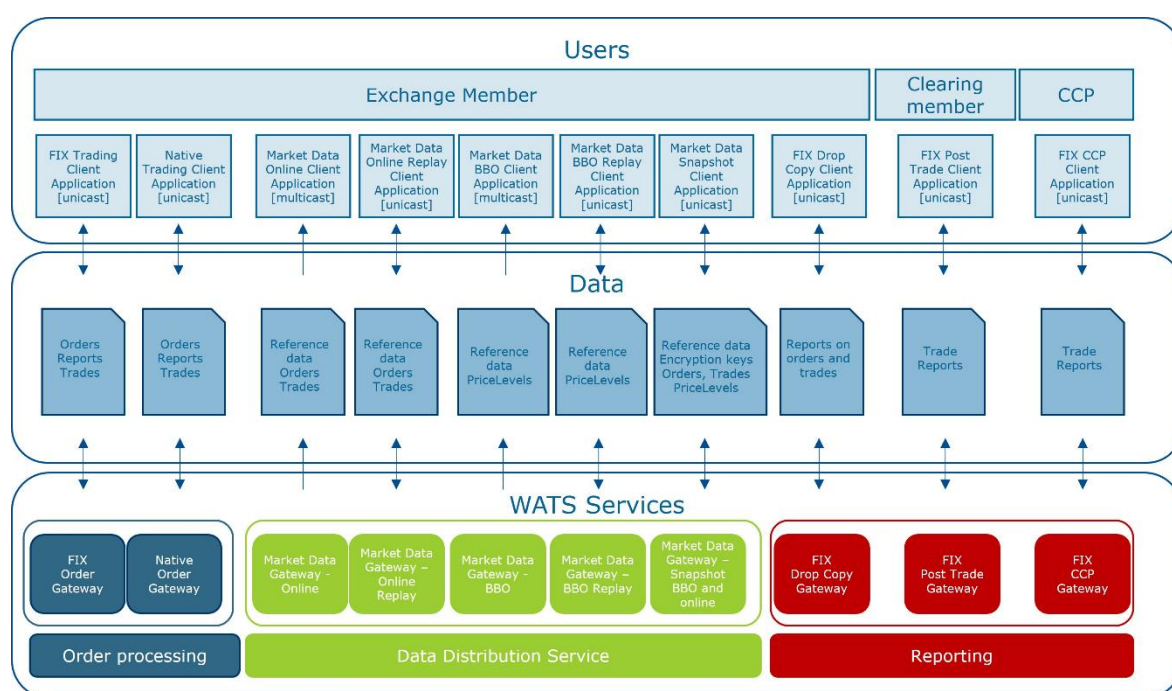 Users
Exchange Member
Clearing
member
CCP
FIX Trading
Client
Application
[unicast]
Native
Trading Client
Application
[unicast]
Market Data
Online Client
Application
[multicast]
Market Data
Online Replay
Client
Application
[unicast]
Market Data
BBO Client
Application
[multicast]
Market Data
BBO Replay
Client
Application
[unicast]
Market Data
Snapshot
Client
Application
[unicast]
FIX Drop
Copy Client
Application
[unicast]
FIX Post
Trade Client
Application
[unicast]
FIX CCP
Client
Application
[unicast]
Data
Orders
Reports
Trades
Orders
Reports
Trades
Reference
data
Orders
Trades
Reference
data
Orders
Trades
Reference
data
PriceLevels
Reference
data
PriceLevels
Reference data
Encryption keys
Orders, Trades
PriceLevels
Reports on
orders and
trades
Trade
Reports
Trade
Reports
WATS Services
FIX
Order
Gateway
Native
Order
Gateway
Market Data
Gateway -
Online
Market Data
Gateway –
Online
Replay
Market Data
Gateway -
BBO
Market Data
Gateway –
BBO Replay
Market Data
Gateway –
Snapshot
BBO and
online
FIX
Drop Copy
Gateway
FIX
Post Trade
Gateway
FIX
CCP
Gateway
Order processing
Data Distribution Service
Reporting